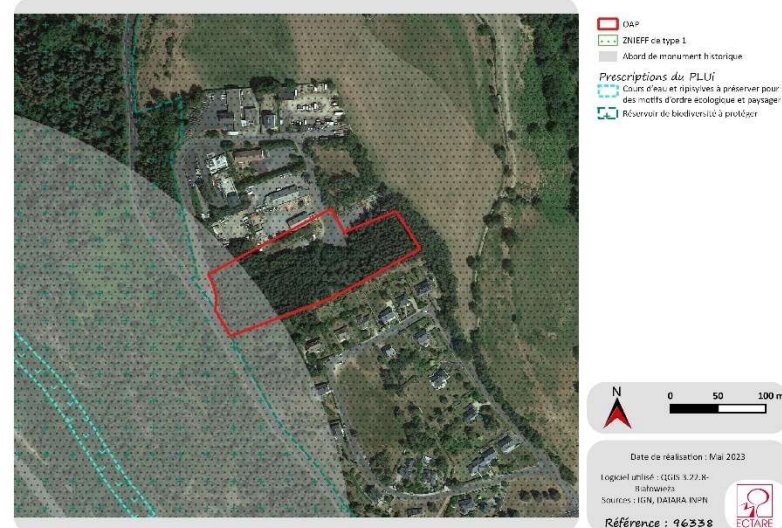 OAP
ZNIEFF de type 1
Abord de monument historique
Prescriptions du PLUi
Cours d'eau et ripisylves à préserver pour
des motifs d'ordre écologique et paysager
Réservoir de biodiversité à protéger
N
0 50 100 m
Date de réalisation : Mai 2023
Logiciel utilisé : QGIS 3.22.8-
Białowieża
Sources : IGN, DATARA INPN
Référence : 96338
ECTARE